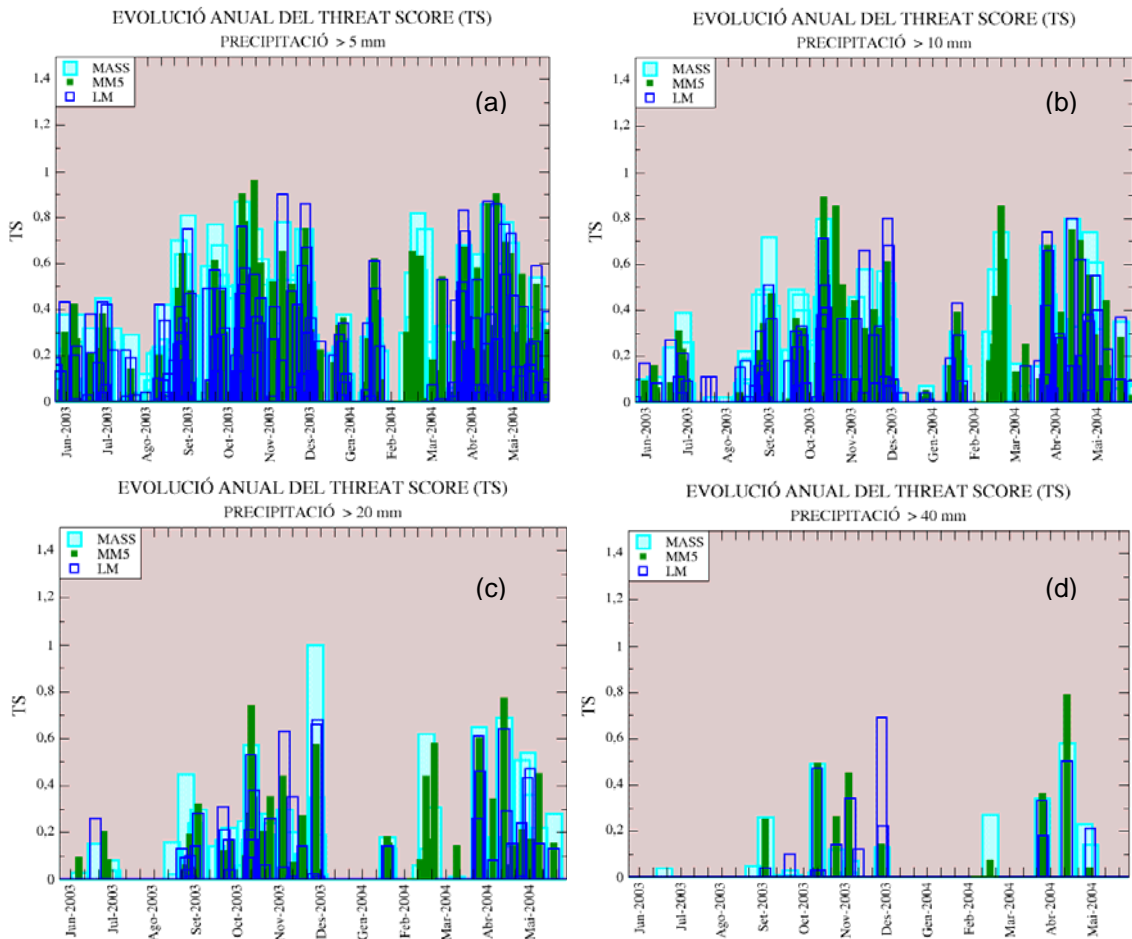 EVOLUCIÓ ANUAL DEL THREAT SCORE (TS)
PRECIPITACIÓ > 5 mm
MASS
MM5
LM
(a)
1,4
1,2
1
0,8
0,6
0,4
0,2
0
TS
Jun-2003
Jul-2003
Ago-2003
Set-2003
Oct-2003
Nov-2003
Des-2003
Gen-2004
Feb-2004
Mar-2004
Abr-2004
Mai-2004
EVOLUCIÓ ANUAL DEL THREAT SCORE (TS)
PRECIPITACIÓ > 10 mm
MASS
MM5
LM
(b)
1,4
1,2
1
0,8
0,6
0,4
0,2
0
TS
Jun-2003
Jul-2003
Ago-2003
Set-2003
Oct-2003
Nov-2003
Des-2003
Gen-2004
Feb-2004
Mar-2004
Abr-2004
Mai-2004
EVOLUCIÓ ANUAL DEL THREAT SCORE (TS)
PRECIPITACIÓ > 20 mm
MASS
MM5
LM
(c)
1,4
1,2
1
0,8
0,6
0,4
0,2
0
TS
Jun-2003
Jul-2003
Ago-2003
Set-2003
Oct-2003
Nov-2003
Des-2003
Gen-2004
Feb-2004
Mar-2004
Abr-2004
Mai-2004
EVOLUCIÓ ANUAL DEL THREAT SCORE (TS)
PRECIPITACIÓ > 40 mm
MASS
MM5
LM
(d)
1,4
1,2
1
0,8
0,6
0,4
0,2
0
TS
Jun-2003
Jul-2003
Ago-2003
Set-2003
Oct-2003
Nov-2003
Des-2003
Gen-2004
Feb-2004
Mar-2004
Abr-2004
Mai-2004